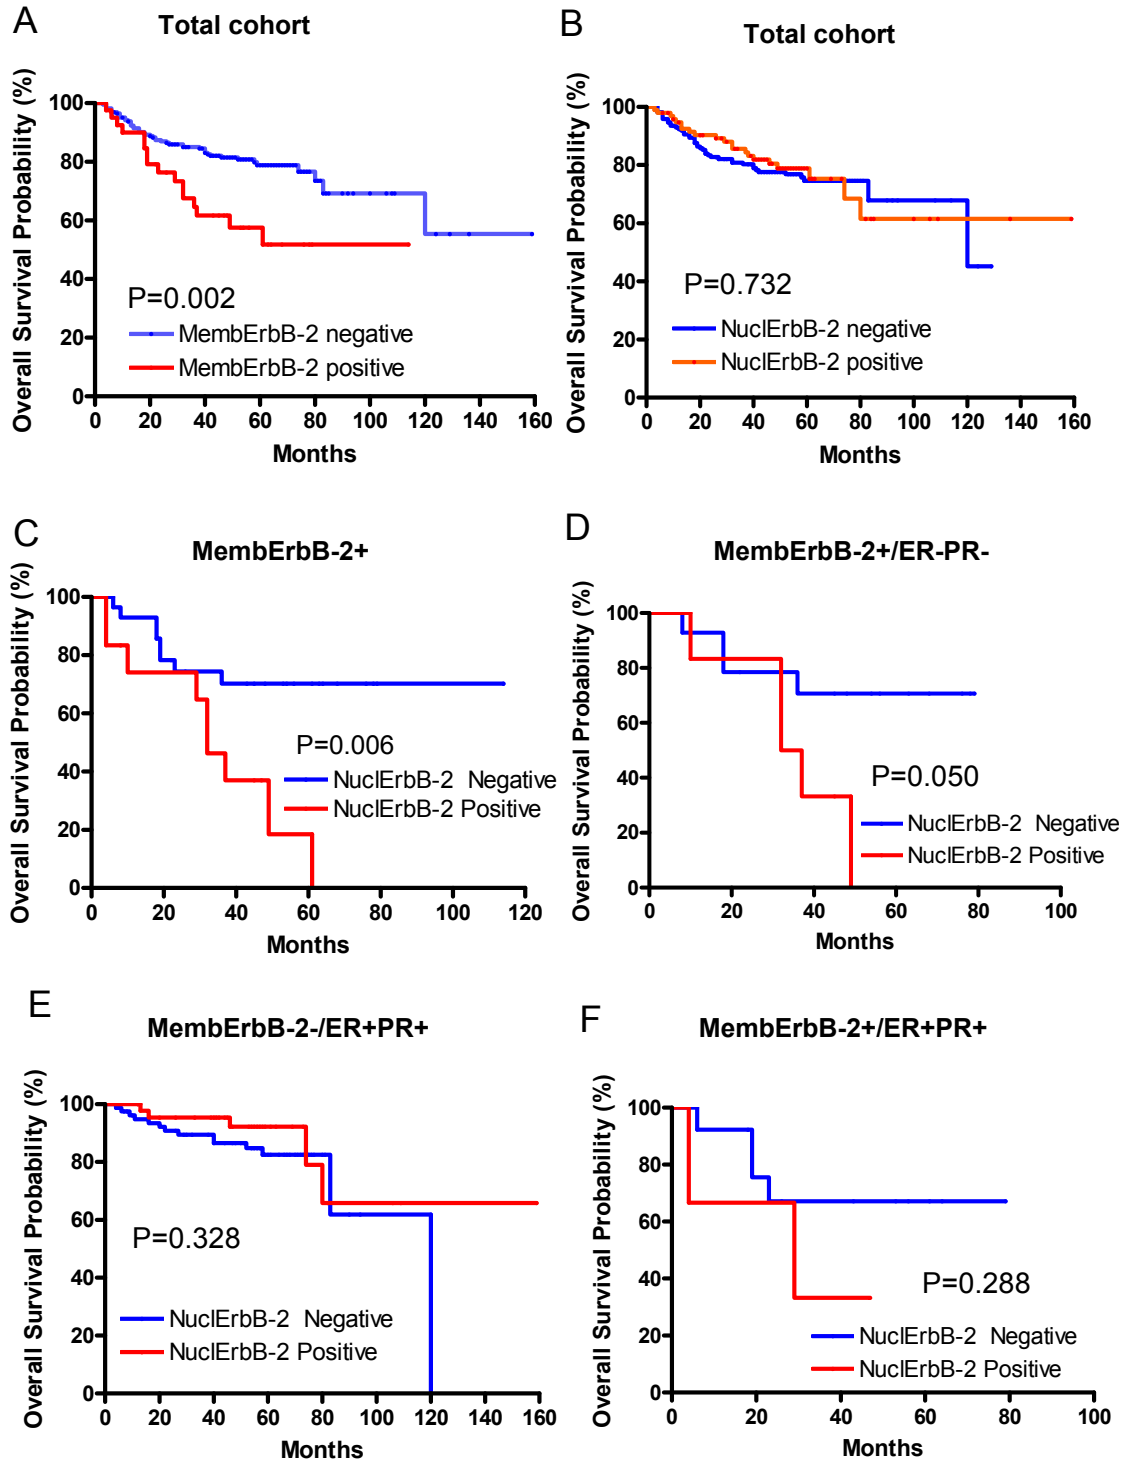 A
Total cohort
Overall Survival Probability (%)
100
80
60
40
20
0
P=0.002
MembErbB-2 negative
MembErbB-2 positive
0 20 40 60 80 100 120 140 160
Months
B
Total cohort
Overall Survival Probability (%)
100
80
60
40
20
0
P=0.732
NuclErbB-2 negative
NuclErbB-2 positive
0 20 40 60 80 100 120 140 160
Months
C
MembErbB-2+
Overall Survival Probability (%)
100
80
60
40
20
0
P=0.006
NuclErbB-2 Negative
NuclErbB-2 Positive
0 20 40 60 80 100 120
Months
D
MembErbB-2+/ER-PR-
Overall Survival Probability (%)
100
80
60
40
20
0
P=0.050
NuclErbB-2 Negative
NuclErbB-2 Positive
0 20 40 60 80 100
Months
E
MembErbB-2-/ER+PR+
Overall Survival Probability (%)
100
80
60
40
20
0
P=0.328
NuclErbB-2 Negative
NuclErbB-2 Positive
0 20 40 60 80 100 120 140 160
Months
F
MembErbB-2+/ER+PR+
Overall Survival Probability (%)
100
80
60
40
20
0
P=0.288
NuclErbB-2 Negative
NuclErbB-2 Positive
0 20 40 60 80 100
Months